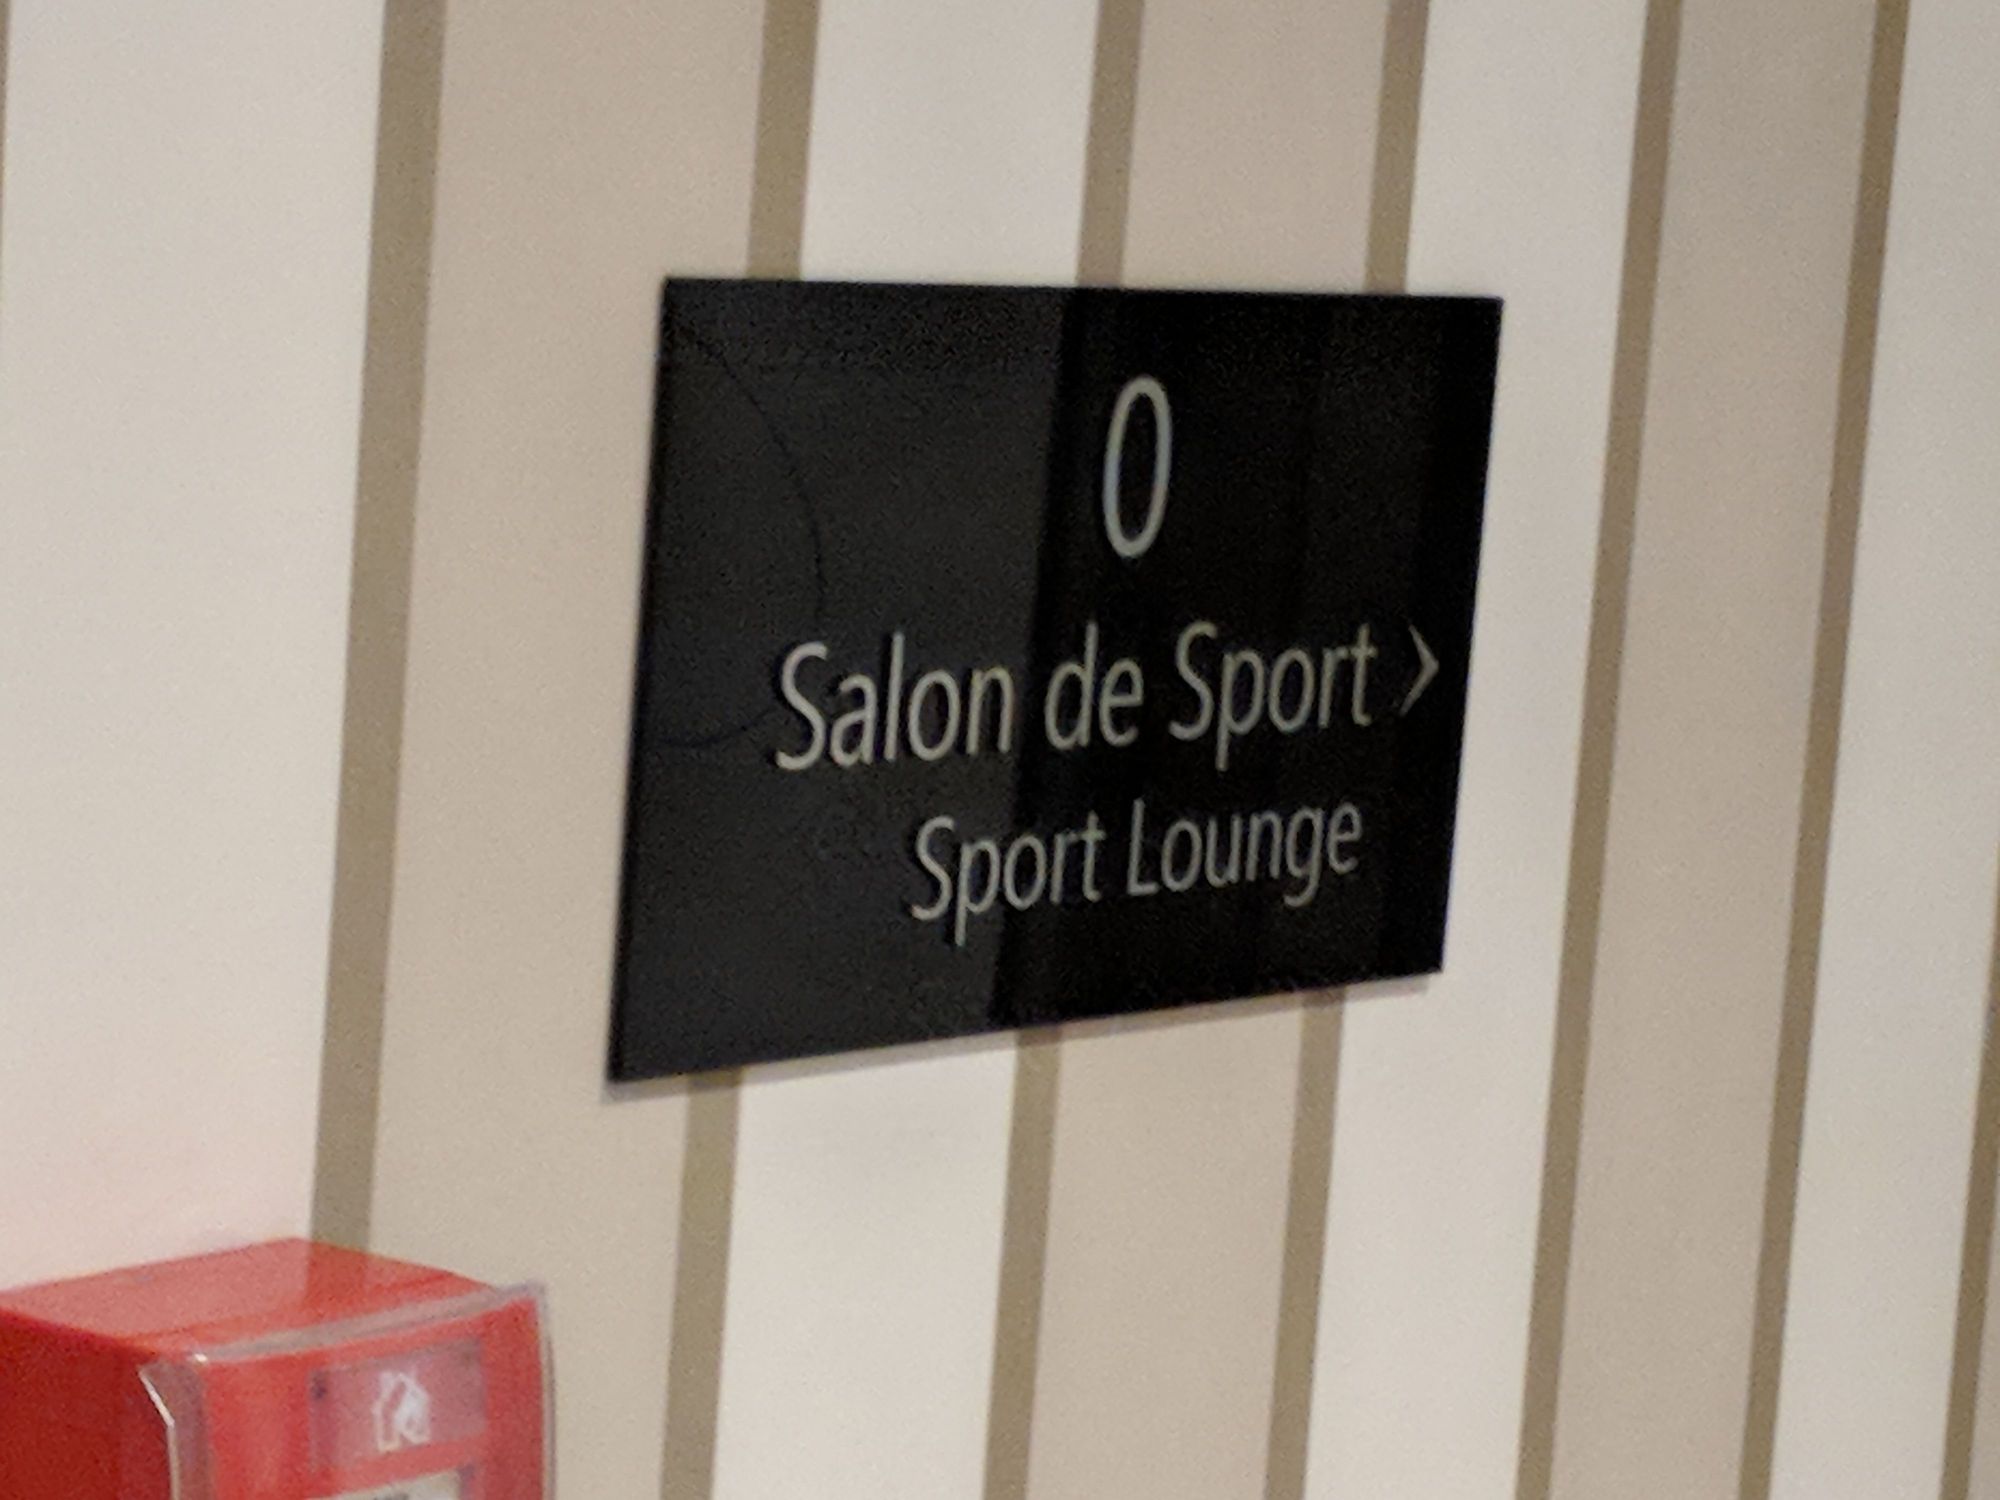 0
Salon de Sport >
Sport Lounge